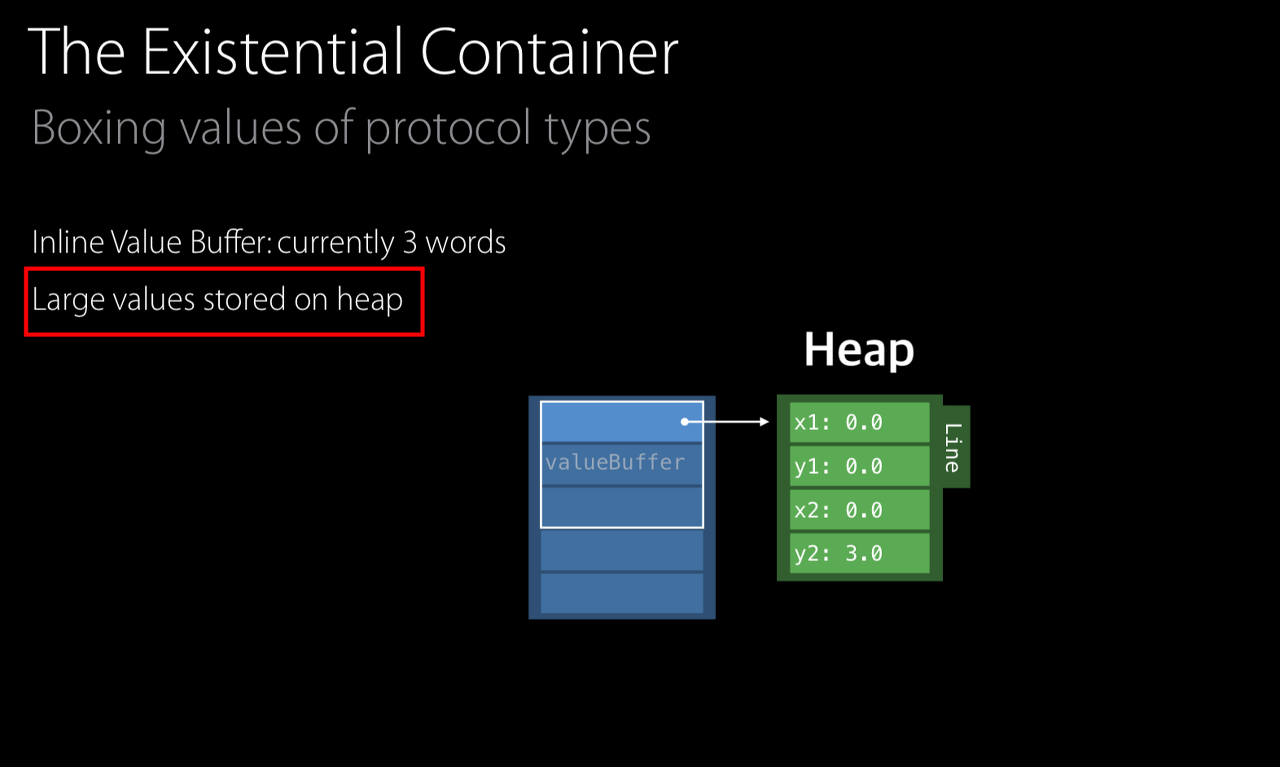 The Existential Container
Boxing values of protocol types
Inline Value Buffer: currently 3 words
Large values stored on heap
Heap
valueBuffer
x1: 0.0
y1: 0.0
x2: 0.0
y2: 3.0
Line